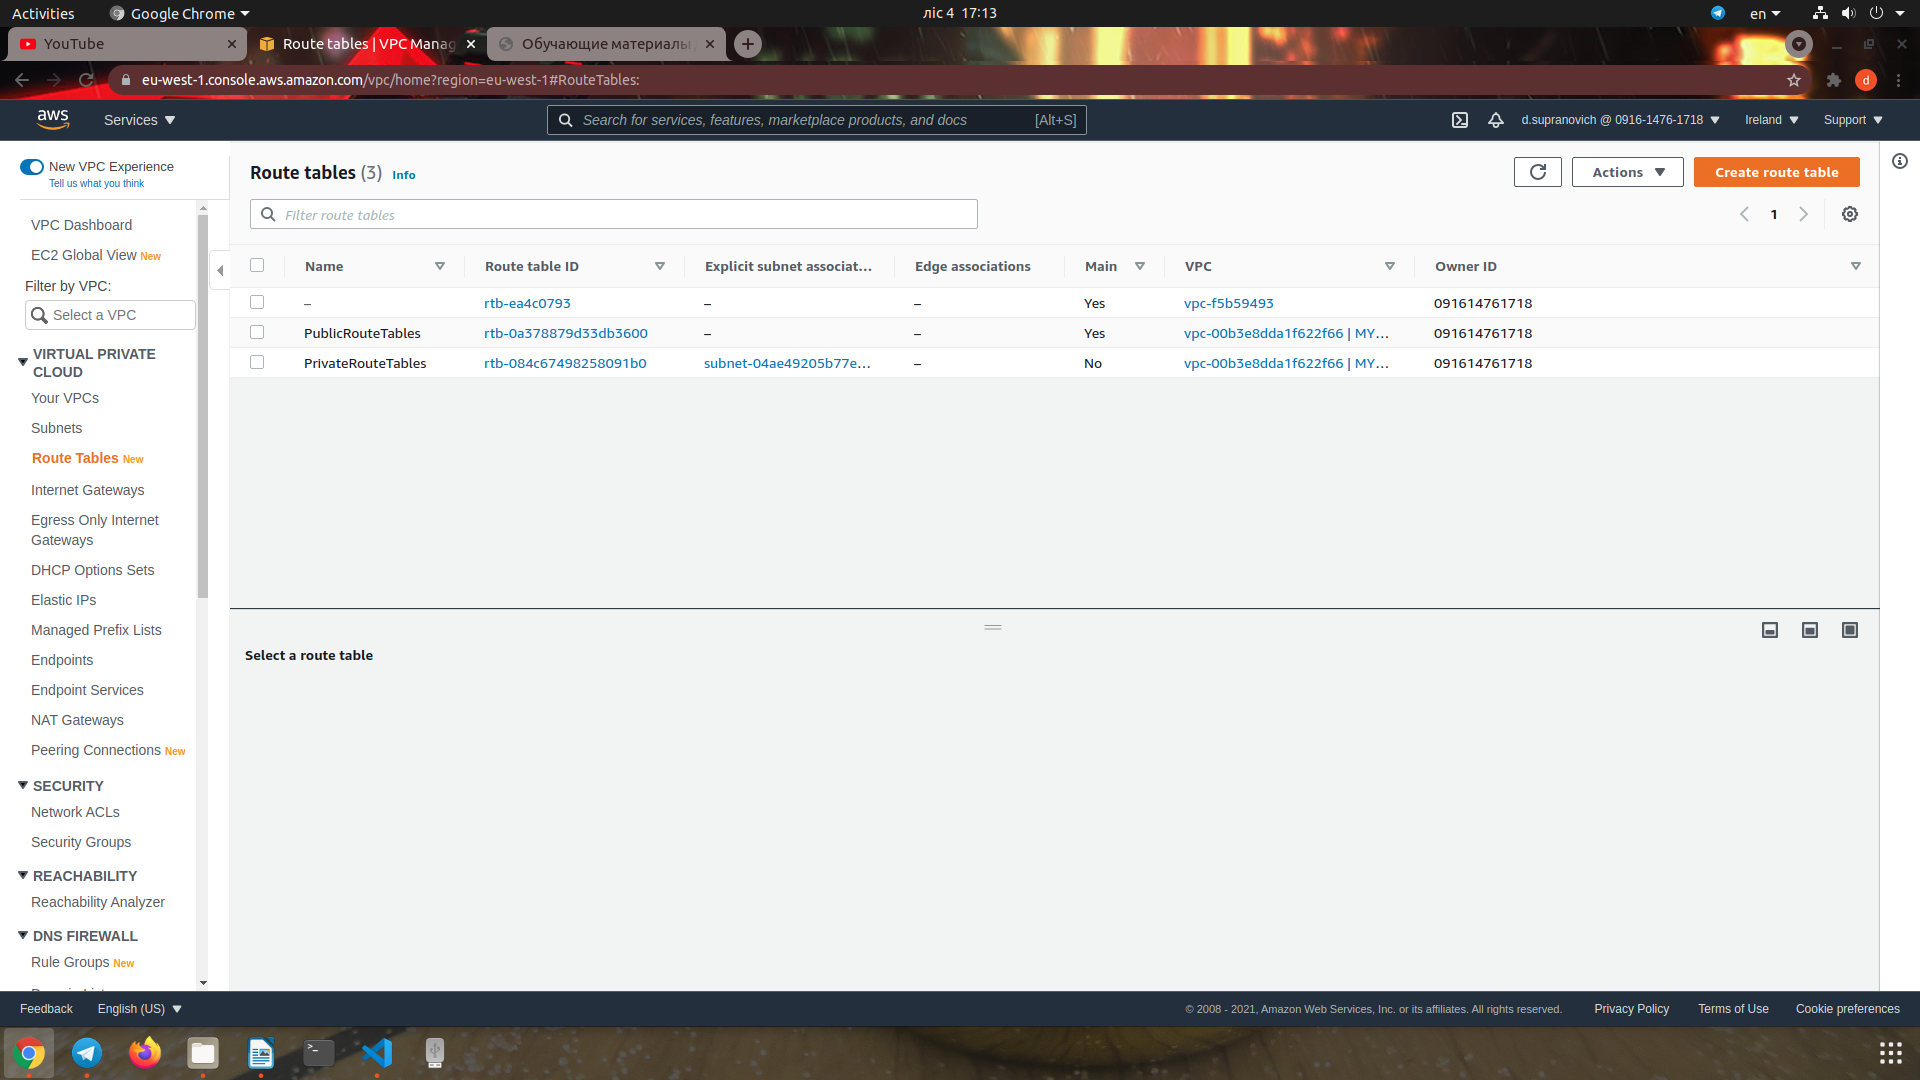 Activities
Google Chrome
ліс 4 17:13
en
YouTube
Route tables | VPC Manag
Обучающие материалы
eu-west-1.console.aws.amazon.com/vpc/home?region=eu-west-1#RouteTables:
d
aws
Services
Search for services, features, marketplace products, and docs
[Alt+S]
d.supranovich @ 0916-1476-1718
Ireland
Support
New VPC Experience
Tell us what you think
VPC Dashboard
EC2 Global View New
Filter by VPC:
Select a VPC
VIRTUAL PRIVATE
CLOUD
Your VPCs
Subnets
Route Tables New
Internet Gateways
Egress Only Internet
Gateways
DHCP Options Sets
Elastic IPs
Managed Prefix Lists
Endpoints
Endpoint Services
NAT Gateways
Peering Connections New
SECURITY
Network ACLs
Security Groups
REACHABILITY
Reachability Analyzer
DNS FIREWALL
Rule Groups New
Route tables (3) Info
Actions
Create route table
Filter route tables
1
Name Route table ID Explicit subnet associat... Edge associations Main VPC Owner ID
– rtb-ea4c0793 – – Yes vpc-f5b59493 091614761718
PublicRouteTables rtb-0a378879d33db3600 – – Yes vpc-00b3e8dda1f622f66 | MY... 091614761718
PrivateRouteTables rtb-084c67498258091b0 subnet-04ae49205b77e... – No vpc-00b3e8dda1f622f66 | MY... 091614761718
Select a route table
Feedback
English (US)
© 2008 - 2021, Amazon Web Services, Inc. or its affiliates. All rights reserved.
Privacy Policy
Terms of Use
Cookie preferences